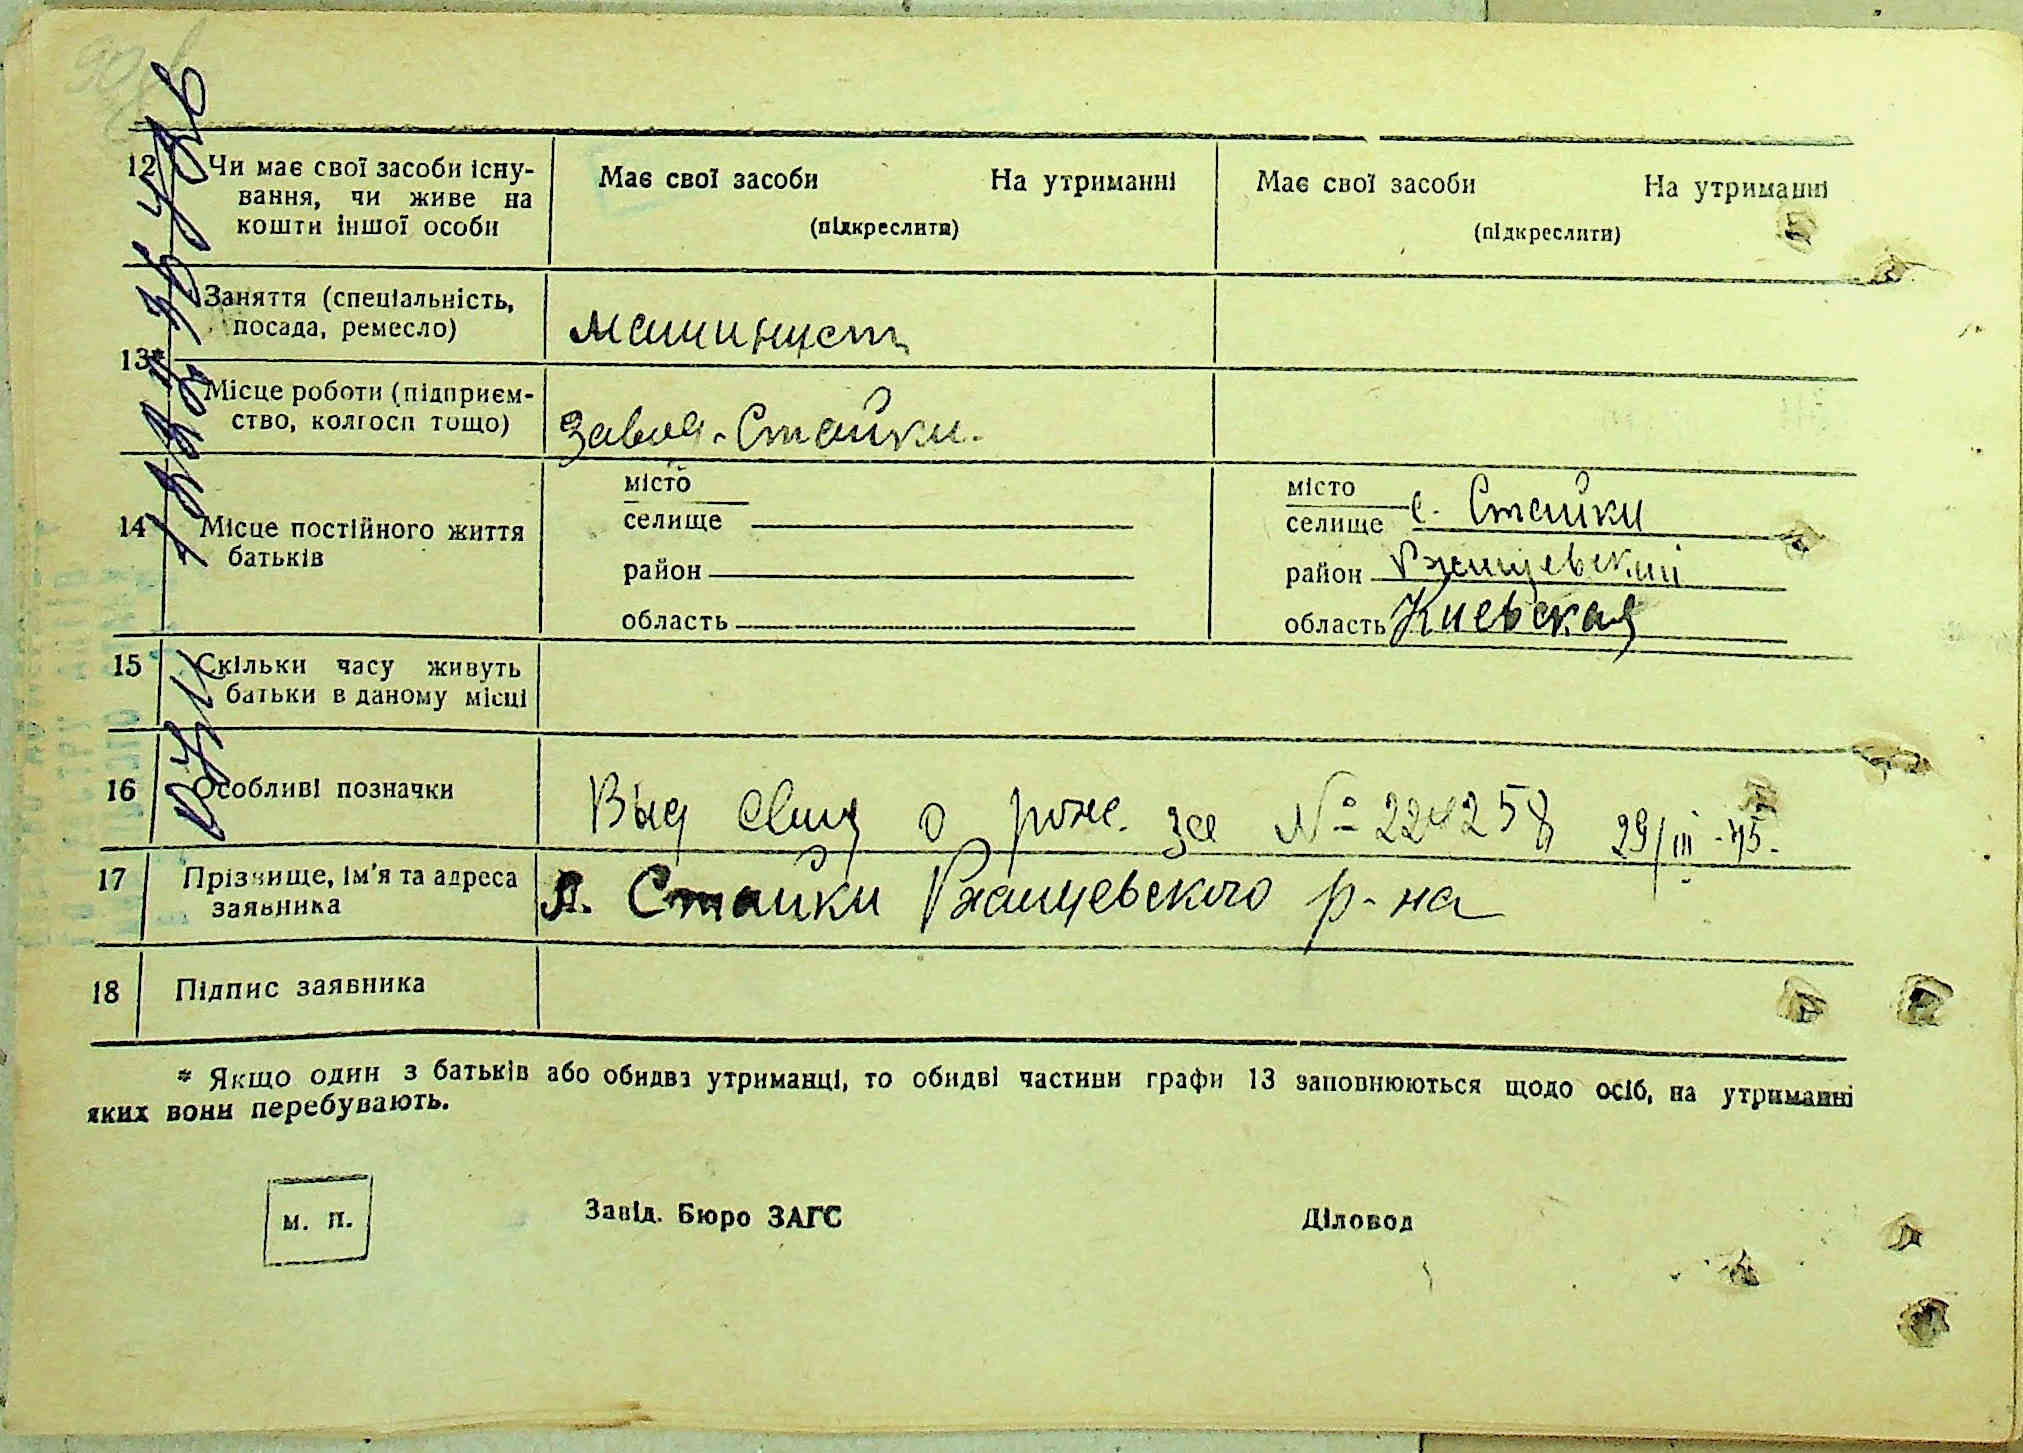 12 Чи має свої засоби існу-
вання, чи живе на
кошти іншої особи
Має свої засоби На утриманні
(підкреслити)
Має свої засоби На утриманні
(підкреслити)
13*
Заняття (спеціальність,
посада, ремесло)
машинист
Місце роботи (підприєм-
ство, колгосп тощо)
Завод. Стайки.
14 Місце постійного життя
батьків
місто
селище
район
область
місто
селище с. Стайки
район Ржищевский
область Киевская
15 Скільки часу живуть
батьки в даному місці
16 Особливі позначки
Выд свид о рожд. за № 224258 29/III-45.
17 Прізвище, ім'я та адреса
заявника
с. Стайки Ржищевского р-на
18 Підпис заявника
* Якщо один з батьків або обидва утриманці, то обидві частини графи 13 заповнюються щодо осіб, на утриманні
яких вони перебувають.
м. п.
Завід. Бюро ЗАГС
Діловод